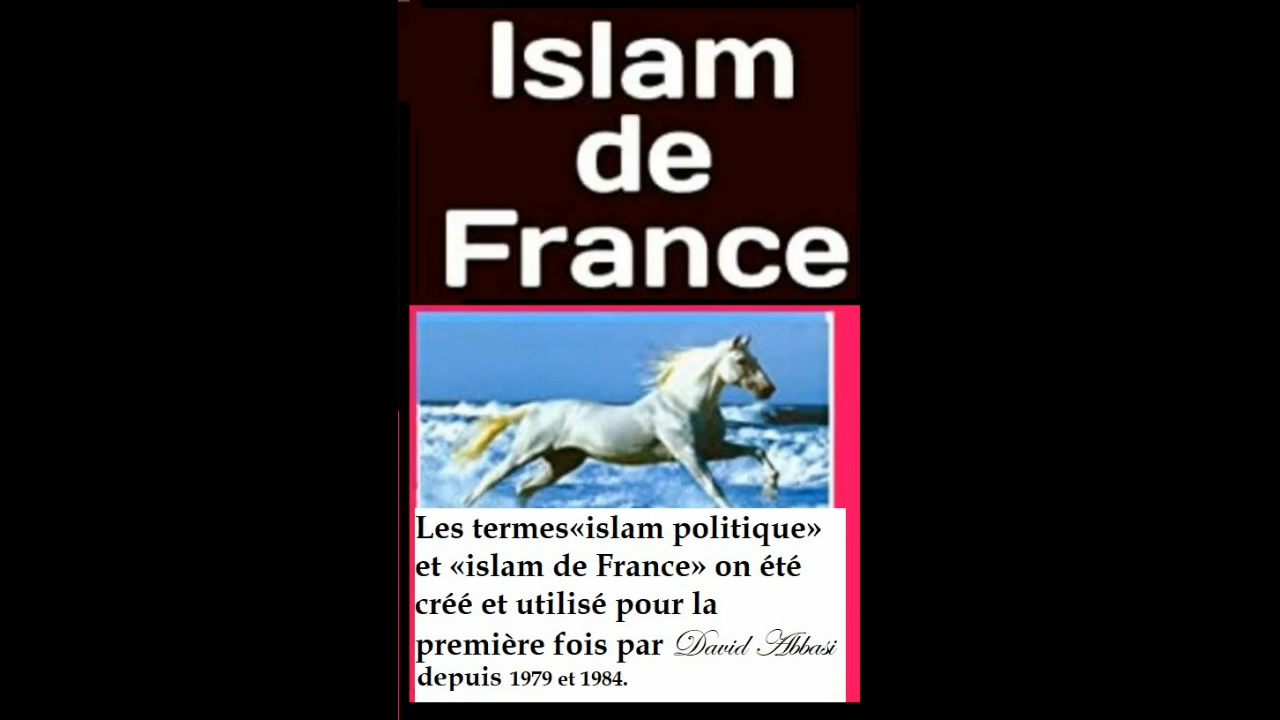 Islam
de
France
Les termes«islam politique»
et «islam de France» on été
créé et utilisé pour la
première fois par David Abbasi
depuis 1979 et 1984.